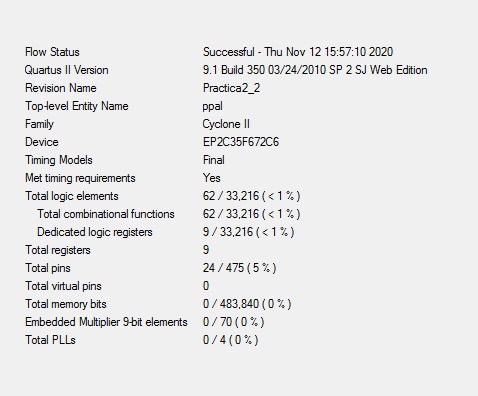 Flow Status Successful - Thu Nov 12 15:57:10 2020
Quartus II Version 9.1 Build 350 03/24/2010 SP 2 SJ Web Edition
Revision Name Practica2_2
Top-level Entity Name ppal
Family Cyclone II
Device EP2C35F672C6
Timing Models Final
Met timing requirements Yes
Total logic elements 62 / 33,216 ( < 1 % )
Total combinational functions 62 / 33,216 ( < 1 % )
Dedicated logic registers 9 / 33,216 ( < 1 % )
Total registers 9
Total pins 24 / 475 ( 5 % )
Total virtual pins 0
Total memory bits 0 / 483,840 ( 0 % )
Embedded Multiplier 9-bit elements 0 / 70 ( 0 % )
Total PLLs 0 / 4 ( 0 % )